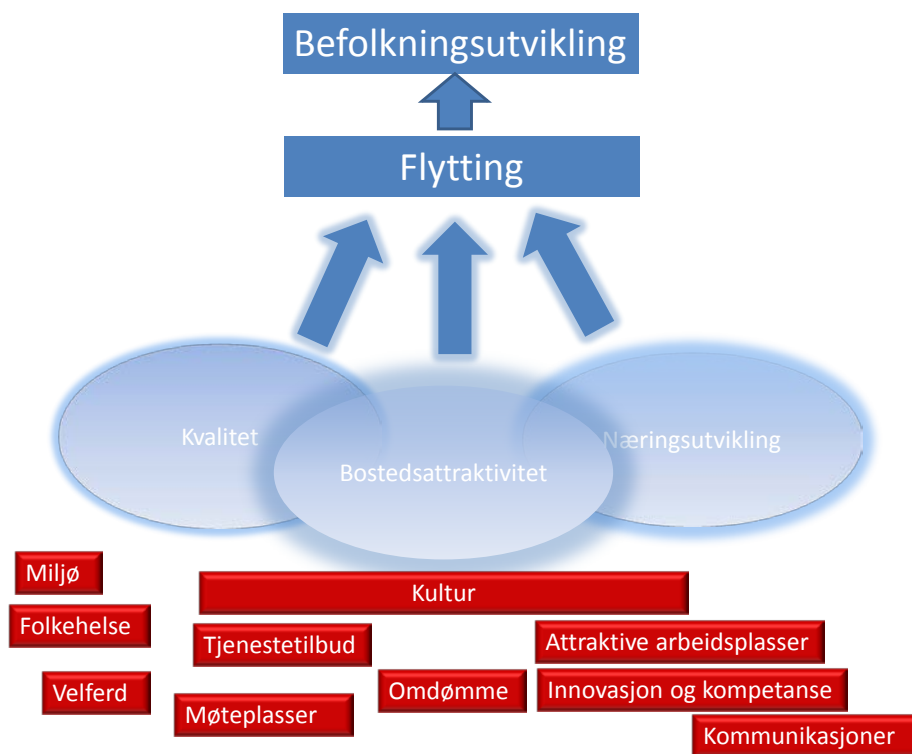 Befolkningsutvikling
Flytting
Kvalitet
Næringsutvikling
Bostedsattraktivitet
Miljø
Kultur
Folkehelse
Tjenestetilbud
Attraktive arbeidsplasser
Velferd
Omdømme
Innovasjon og kompetanse
Møteplasser
Kommunikasjoner